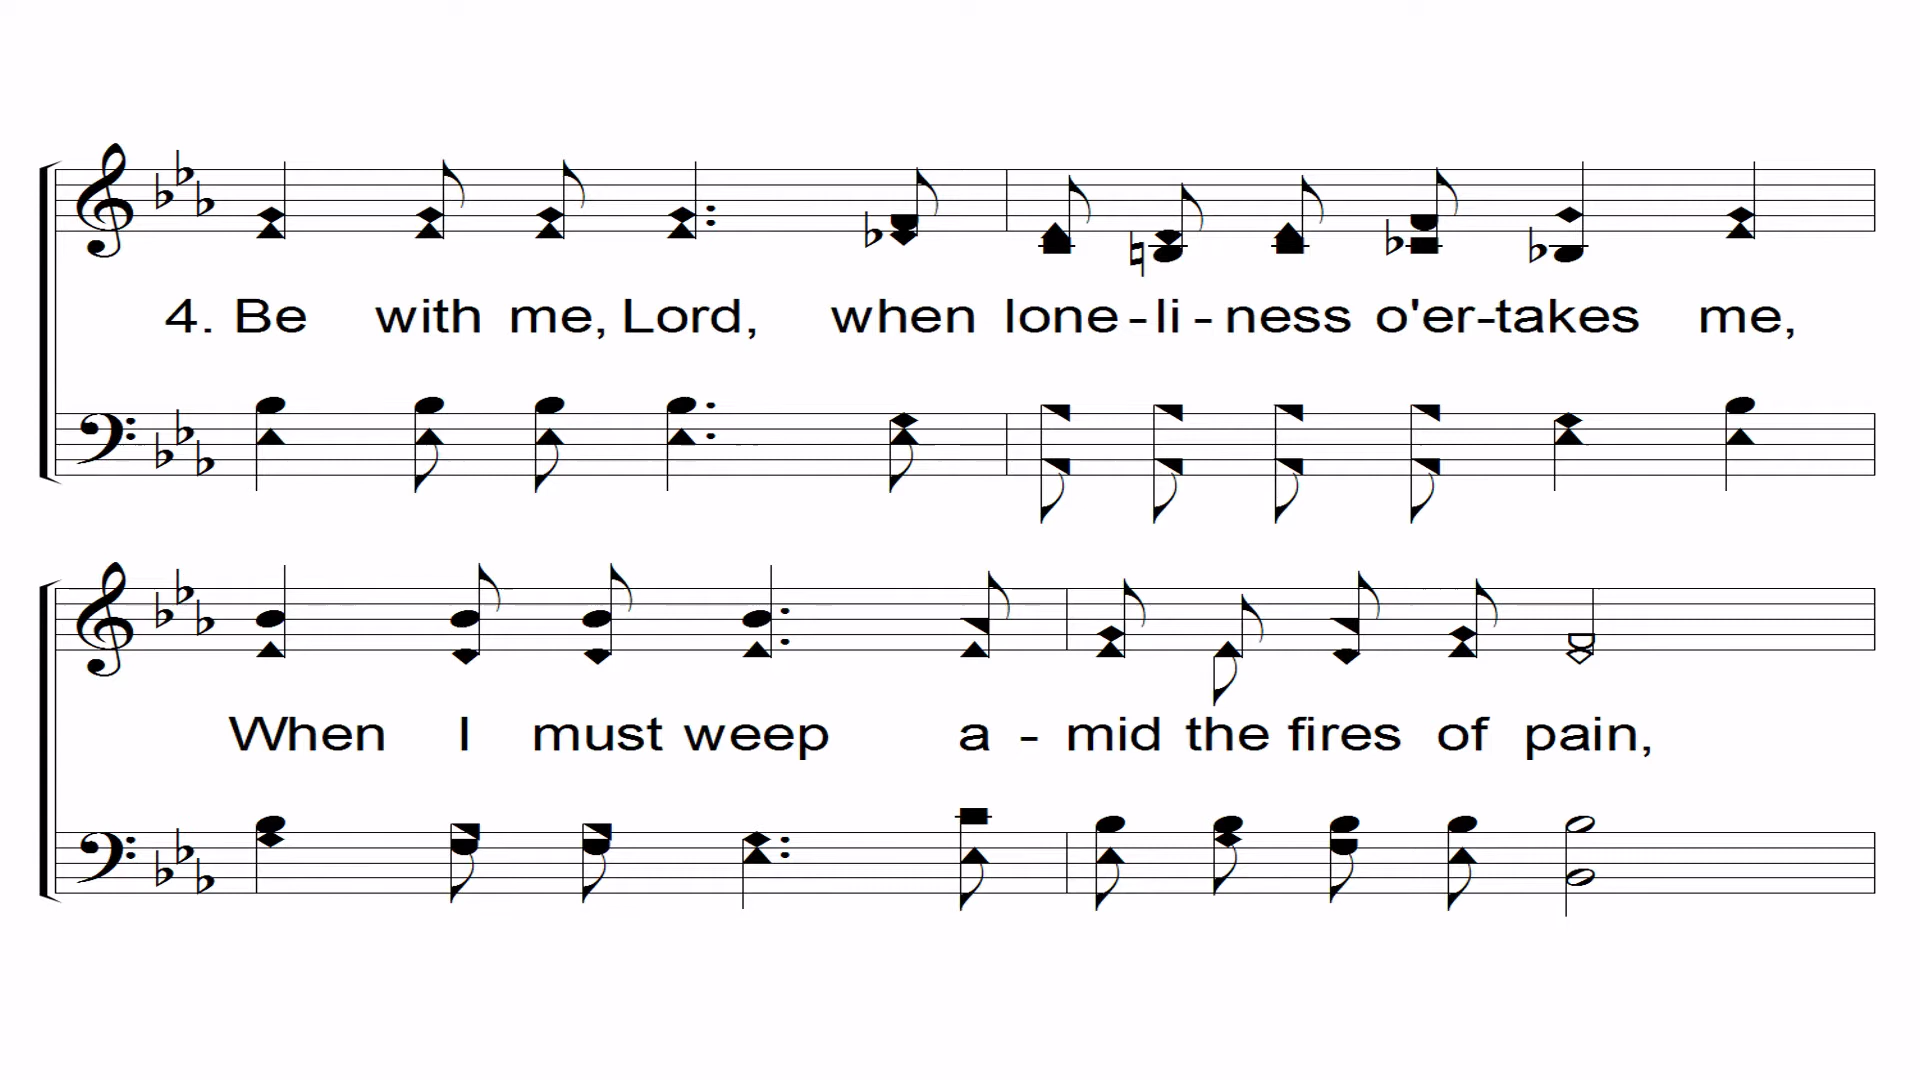 4. Be with me, Lord, when lone-li-ness o'er-takes me,
When I must weep a-mid the fires of pain,